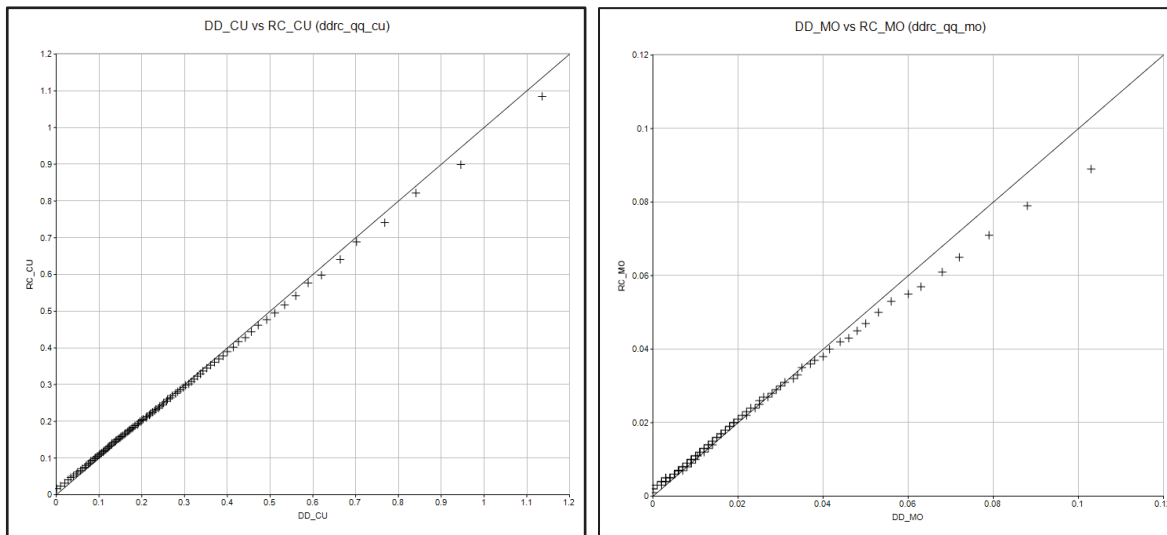 DD_CU vs RC_CU (ddrc_qq_cu)
1.2
1.1
1
0.9
0.8
0.7
0.6
0.5
0.4
0.3
0.2
0.1
0
RC_CU
0 0.1 0.2 0.3 0.4 0.5 0.6 0.7 0.8 0.9 1 1.1 1.2
DD_CU
DD_MO vs RC_MO (ddrc_qq_mo)
0.12
0.1
0.08
0.06
0.04
0.02
0
RC_MO
0 0.02 0.04 0.06 0.08 0.1 0.12
DD_MO